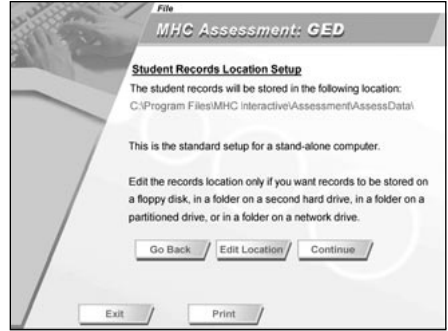 File
MHC Assessment: GED
Student Records Location Setup
The student records will be stored in the following location:
C:\Program Files\MHC Interactive\Assessment\AssessData\
This is the standard setup for a stand-alone computer.
Edit the records location only if you want records to be stored on
a floppy disk, in a folder on a second hard drive, in a folder on a
partitioned drive, or in a folder on a network drive.
Go Back Edit Location Continue
Exit Print